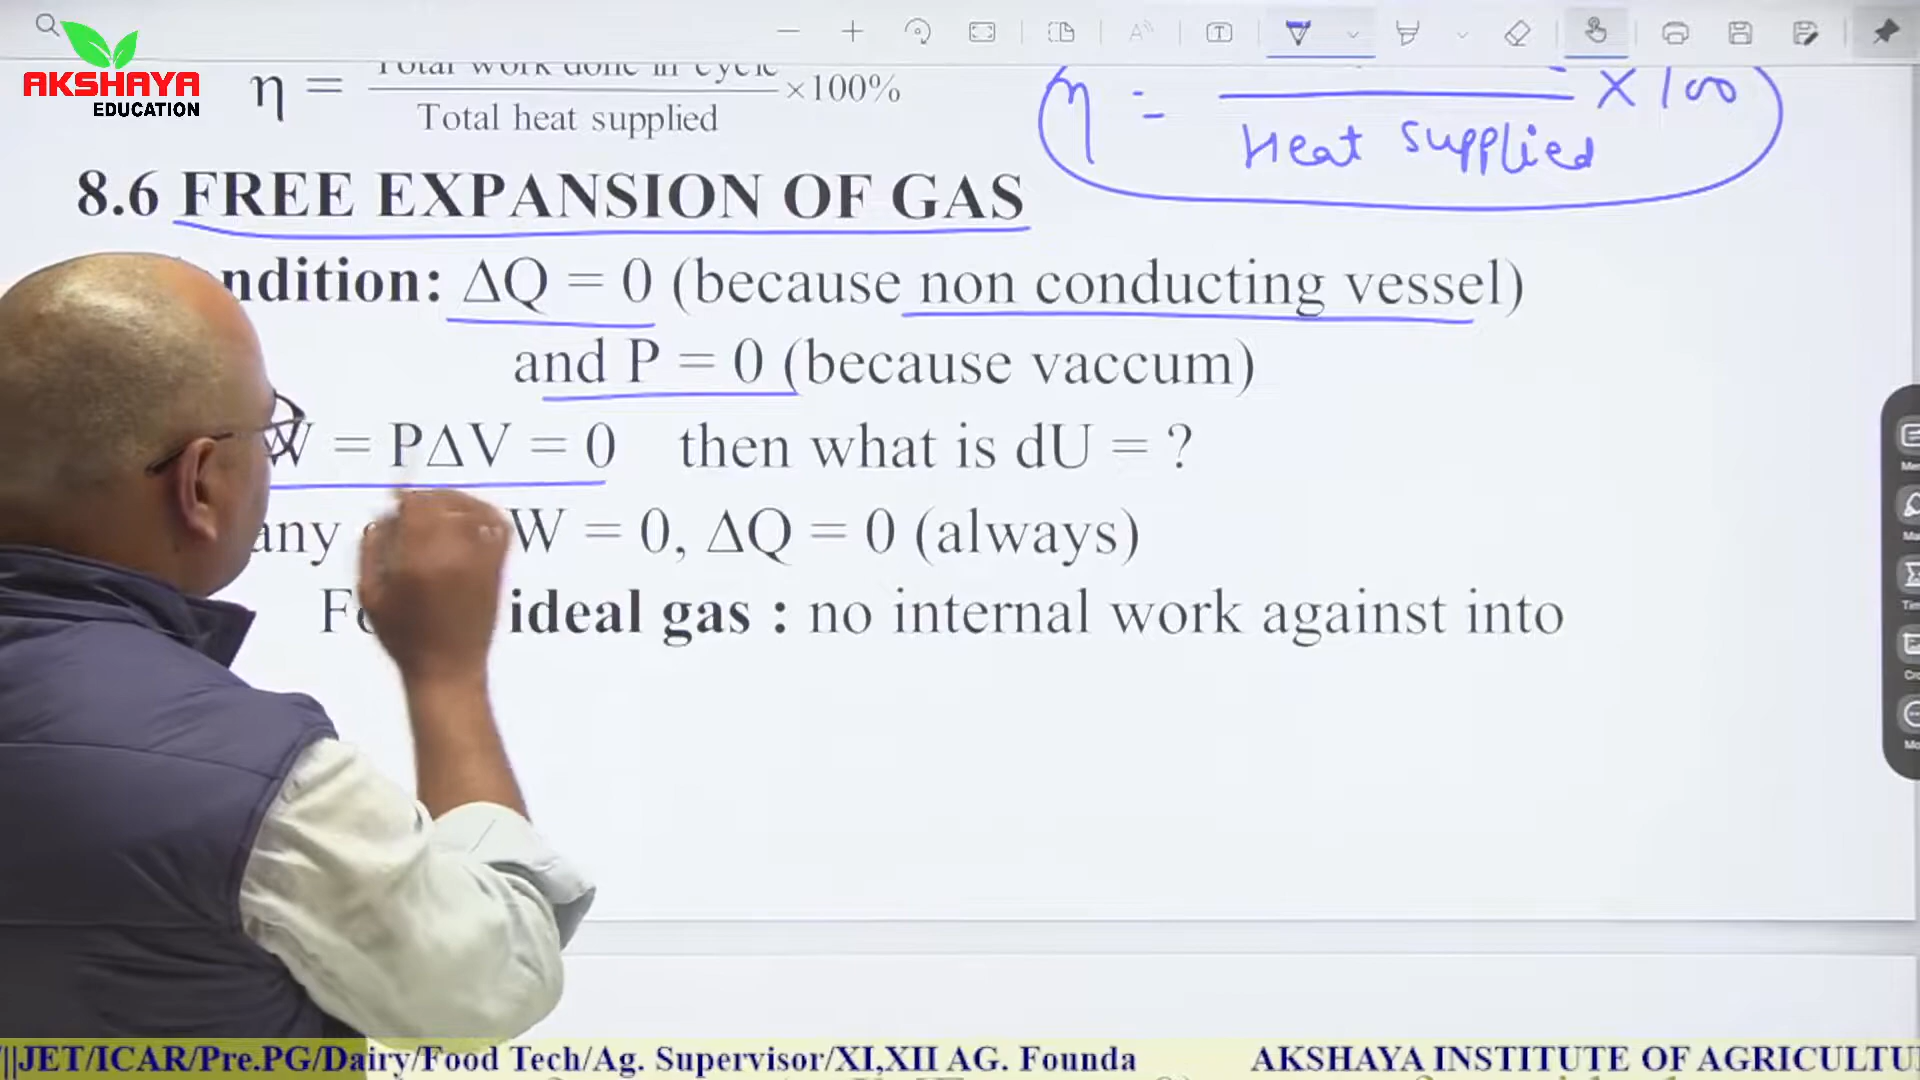 AKSHAYA
EDUCATION
η = Total work done in cycle ×100%
Total heat supplied
η = ×100
Heat supplied
8.6 FREE EXPANSION OF GAS
ndition: ΔQ = 0 (because non conducting vessel)
and P = 0 (because vaccum)
W = PΔV = 0 then what is dU = ?
any W = 0, ΔQ = 0 (always)
ideal gas : no internal work against into
/||JET/ICAR/Pre.PG/Dairy/Food Tech/Ag. Supervisor/XI,XII AG. Founda AKSHAYA INSTITUTE OF AGRICULTU